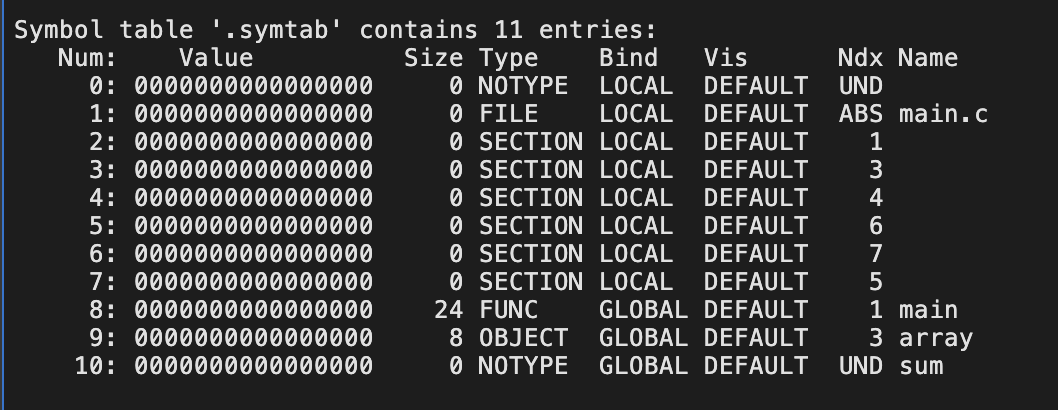 Symbol table '.symtab' contains 11 entries:
   Num:    Value          Size Type    Bind   Vis      Ndx Name
     0: 0000000000000000     0 NOTYPE  LOCAL  DEFAULT  UND
     1: 0000000000000000     0 FILE    LOCAL  DEFAULT  ABS main.c
     2: 0000000000000000     0 SECTION LOCAL  DEFAULT    1
     3: 0000000000000000     0 SECTION LOCAL  DEFAULT    3
     4: 0000000000000000     0 SECTION LOCAL  DEFAULT    4
     5: 0000000000000000     0 SECTION LOCAL  DEFAULT    6
     6: 0000000000000000     0 SECTION LOCAL  DEFAULT    7
     7: 0000000000000000     0 SECTION LOCAL  DEFAULT    5
     8: 0000000000000000    24 FUNC    GLOBAL DEFAULT    1 main
     9: 0000000000000000     8 OBJECT  GLOBAL DEFAULT    3 array
    10: 0000000000000000     0 NOTYPE  GLOBAL DEFAULT  UND sum